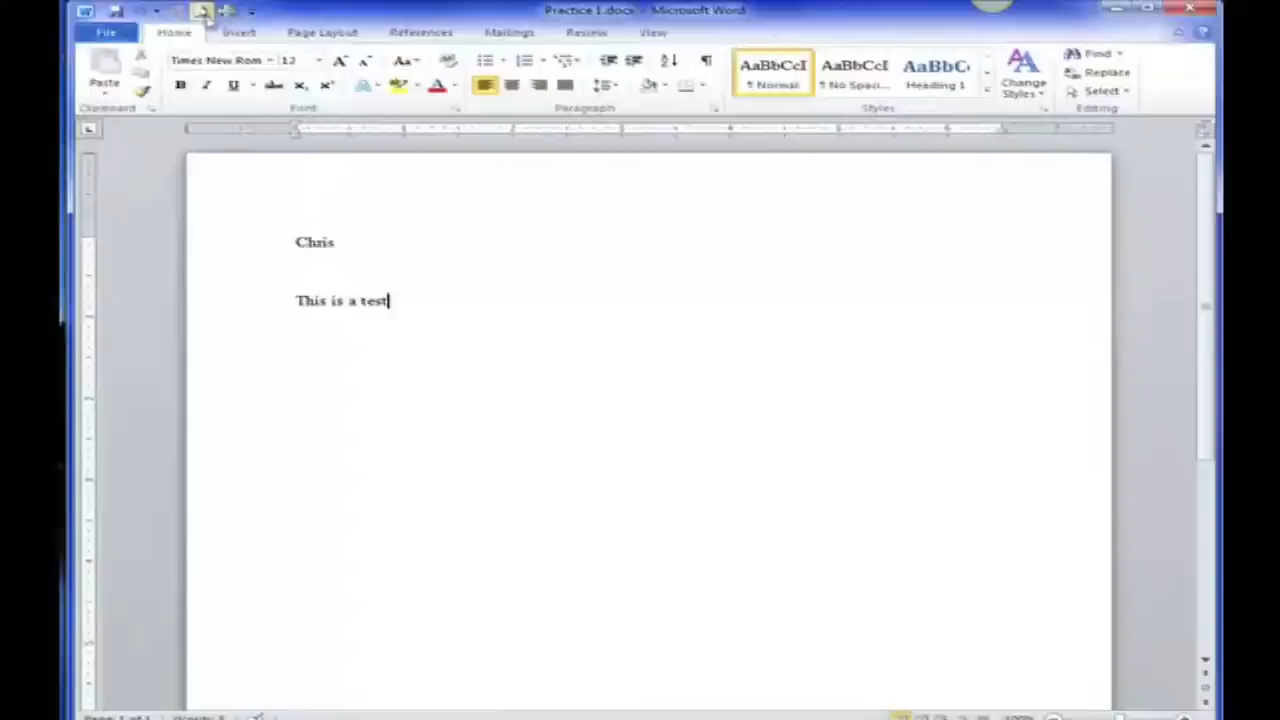 Practice 1.docx - Microsoft Word
File Home Insert Page Layout References Mailings Review View
Times New Rom 12 Aa AaBbCcI AaBbCcI AaBbC Find
Replace
Paste B I U abc x, x' A ¶ Normal ¶ No Spaci... Heading 1 Change Styles Select
Clipboard Font Paragraph Styles Editing
Chris
This is a test